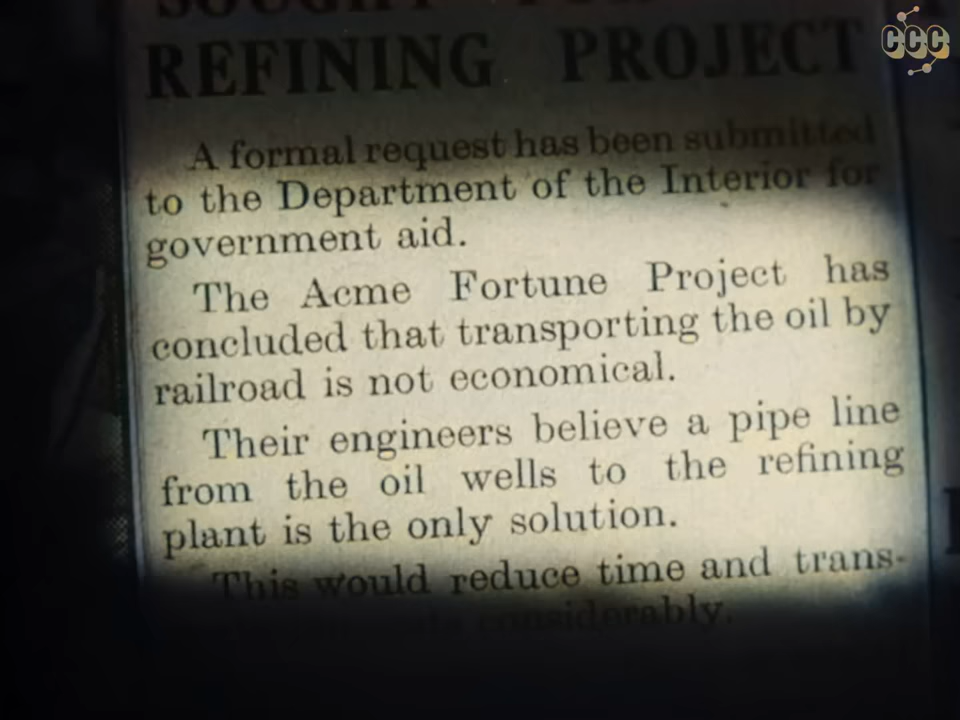 SOUGHT
REFINING PROJECT
A formal request has been submitted
to the Department of the Interior for
government aid.
The Acme Fortune Project has
concluded that transporting the oil by
railroad is not economical.
Their engineers believe a pipe line
from the oil wells to the refining
plant is the only solution.
This would reduce time and trans-
considerably.
CCC